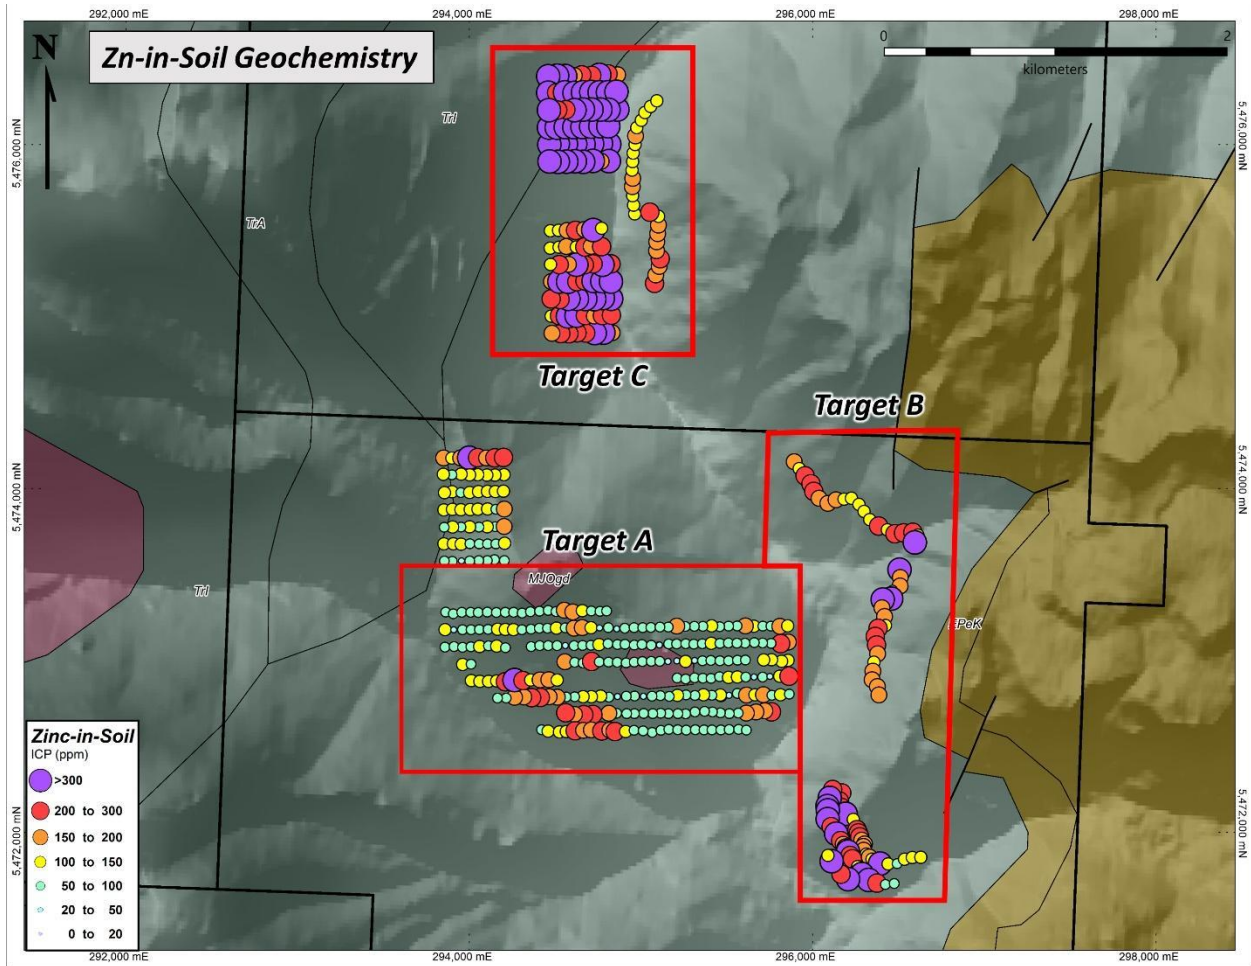 292,000 mE
294,000 mE
296,000 mE
298,000 mE
N
Zn-in-Soil Geochemistry
0
2
kilometers
TrI
5,476,000 mN
5,476,000 mN
TrA
Target C
Target B
5,474,000 mN
5,474,000 mN
Target A
MJOgd
TrI
PeK
Zinc-in-Soil
ICP (ppm)
>300
200 to 300
150 to 200
100 to 150
50 to 100
20 to 50
0 to 20
5,472,000 mN
5,472,000 mN
292,000 mE
294,000 mE
296,000 mE
298,000 mE